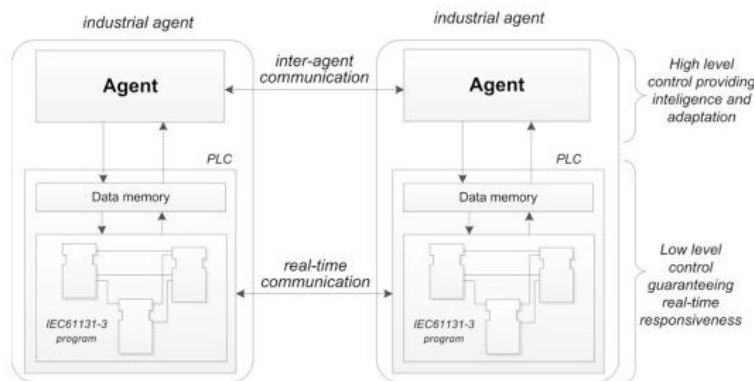 industrial agent
industrial agent
Agent
inter-agent
communication
Agent
High level
control providing
inteligence and
adaptation
PLC
PLC
Data memory
Data memory
real-time
communication
Low level
control
guaranteeing
real-time
responsiveness
IEC61131-3
program
IEC61131-3
program